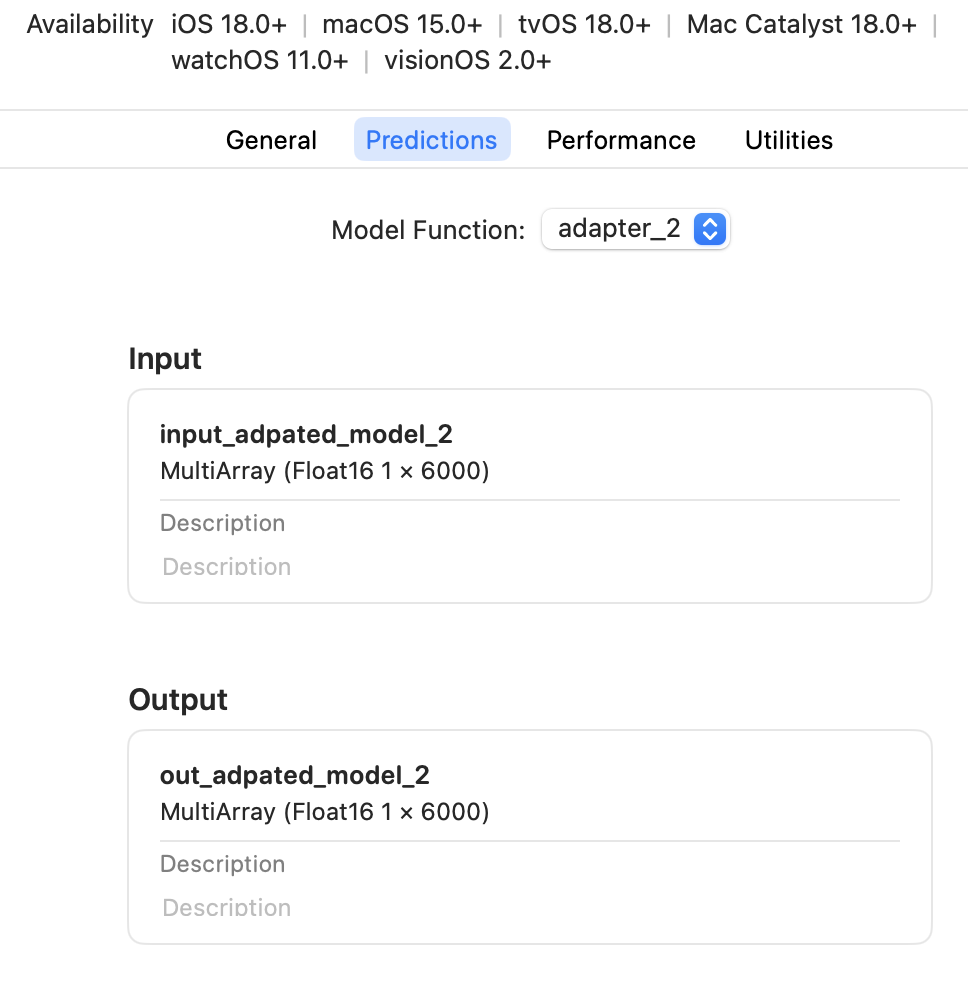 Availability iOS 18.0+ | macOS 15.0+ | tvOS 18.0+ | Mac Catalyst 18.0+ |
watchOS 11.0+ | visionOS 2.0+
General Predictions Performance Utilities
Model Function: adapter_2
Input
input_adpated_model_2
MultiArray (Float16 1 × 6000)
Description
Description
Output
out_adpated_model_2
MultiArray (Float16 1 × 6000)
Description
Description